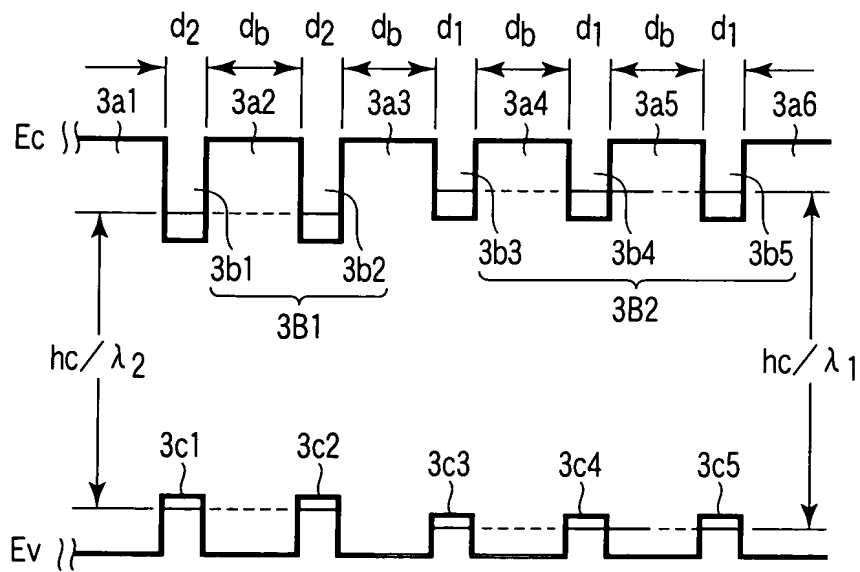 d2 db d2 db d1 db d1 db d1
3a1 3a2 3a3 3a4 3a5 3a6
Ec
3b1 3b2 3b3 3b4 3b5
3B1 3B2
hc/λ2 hc/λ1
3c1 3c2 3c3 3c4 3c5
Ev